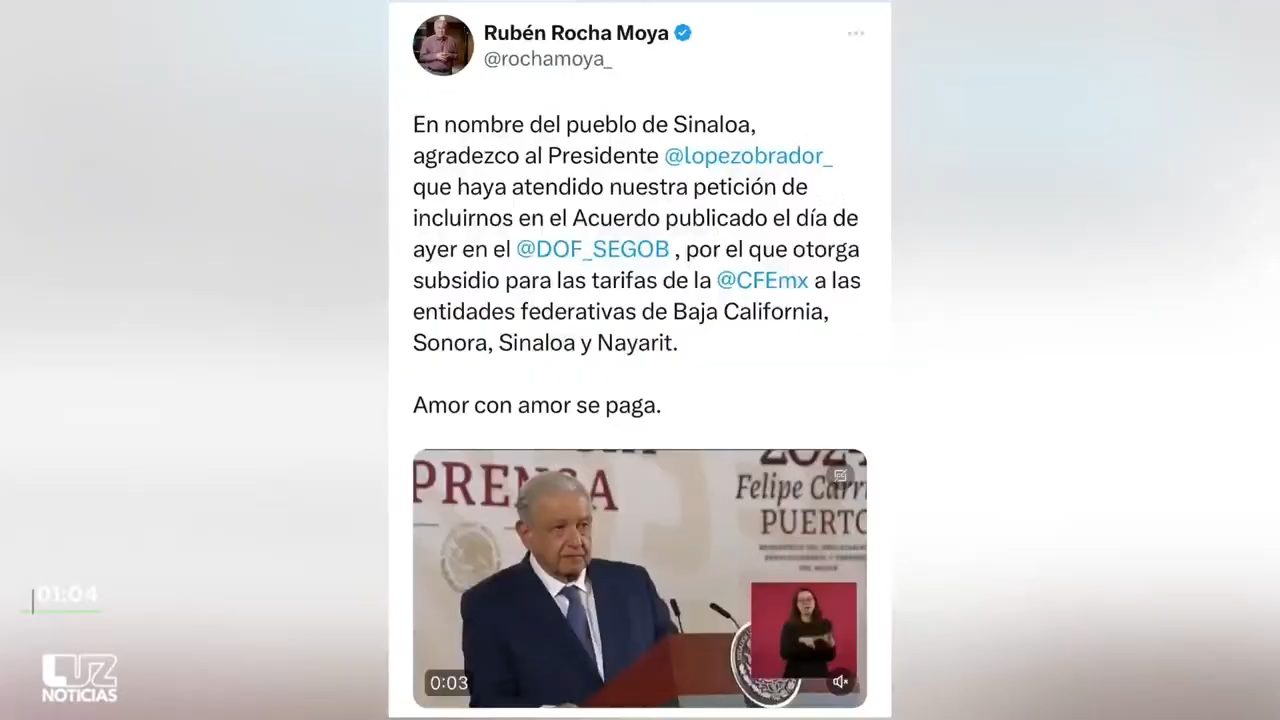 Rubén Rocha Moya
@rochamoya_
En nombre del pueblo de Sinaloa,
agradezco al Presidente @lopezobrador_
que haya atendido nuestra petición de
incluirnos en el Acuerdo publicado el día de
ayer en el @DOF_SEGOB , por el que otorga
subsidio para las tarifas de la @CFEmx a las
entidades federativas de Baja California,
Sonora, Sinaloa y Nayarit.
Amor con amor se paga.
PRENSA
2024
Felipe Carr
PUERTO
0:03
01:04
LUZ
NOTICIAS